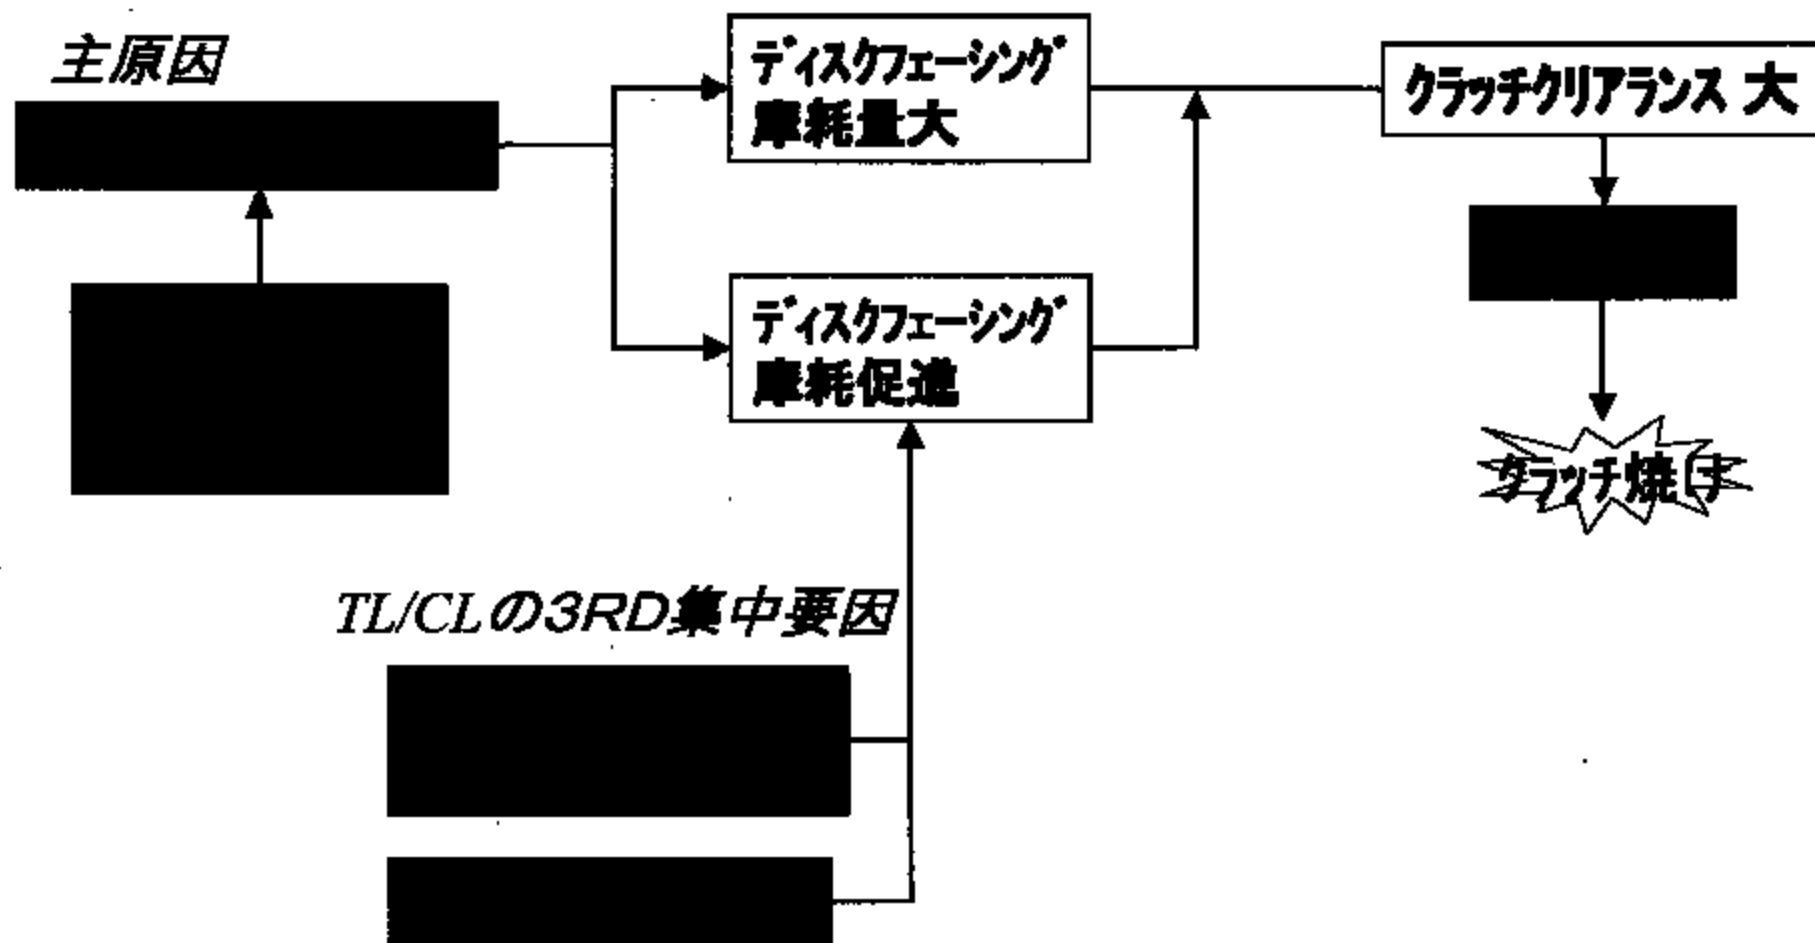 主原因
ディスクフェーシング
摩耗量大
クラッチクリアランス 大
ディスクフェーシング
摩耗促進
クラッチ焼け
TL/CLの3RD集中要因